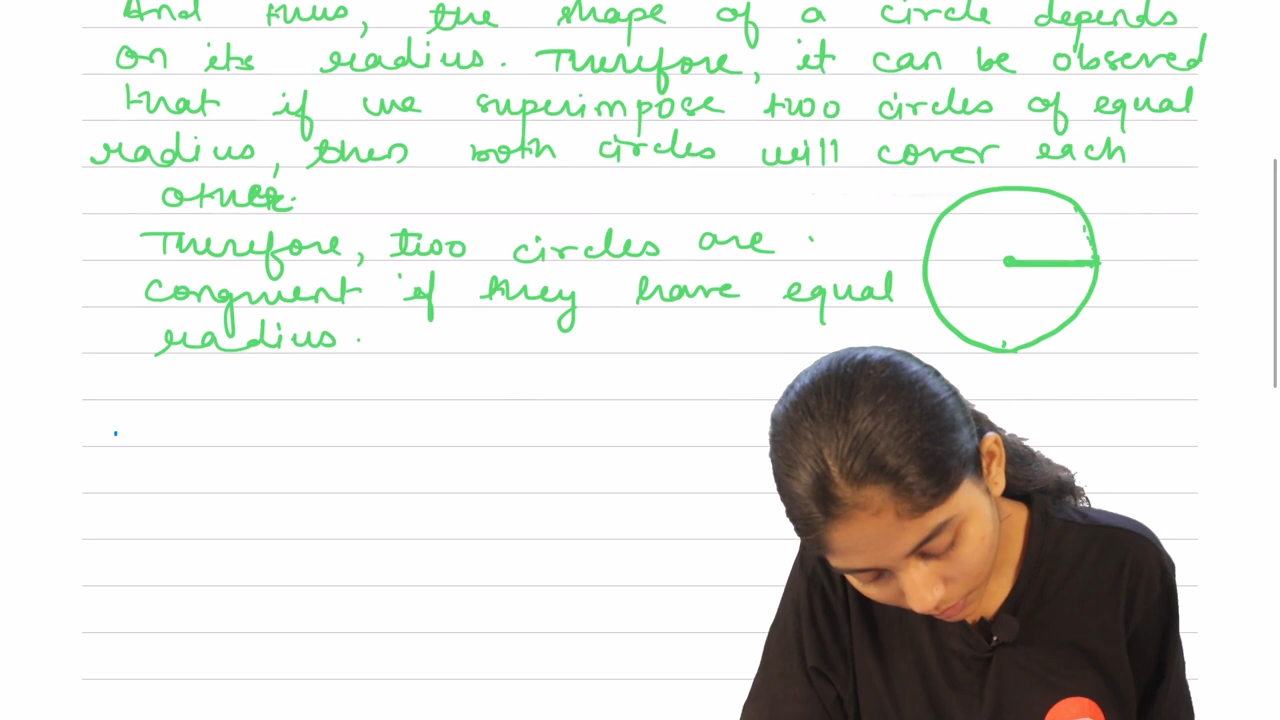 And thus, the shape of a circle depends
on its radius. Therefore, it can be observed
that if we superimpose two circles of equal
radius, then both circles will cover each
other.
Therefore, two circles are
congruent if they have equal
radius.